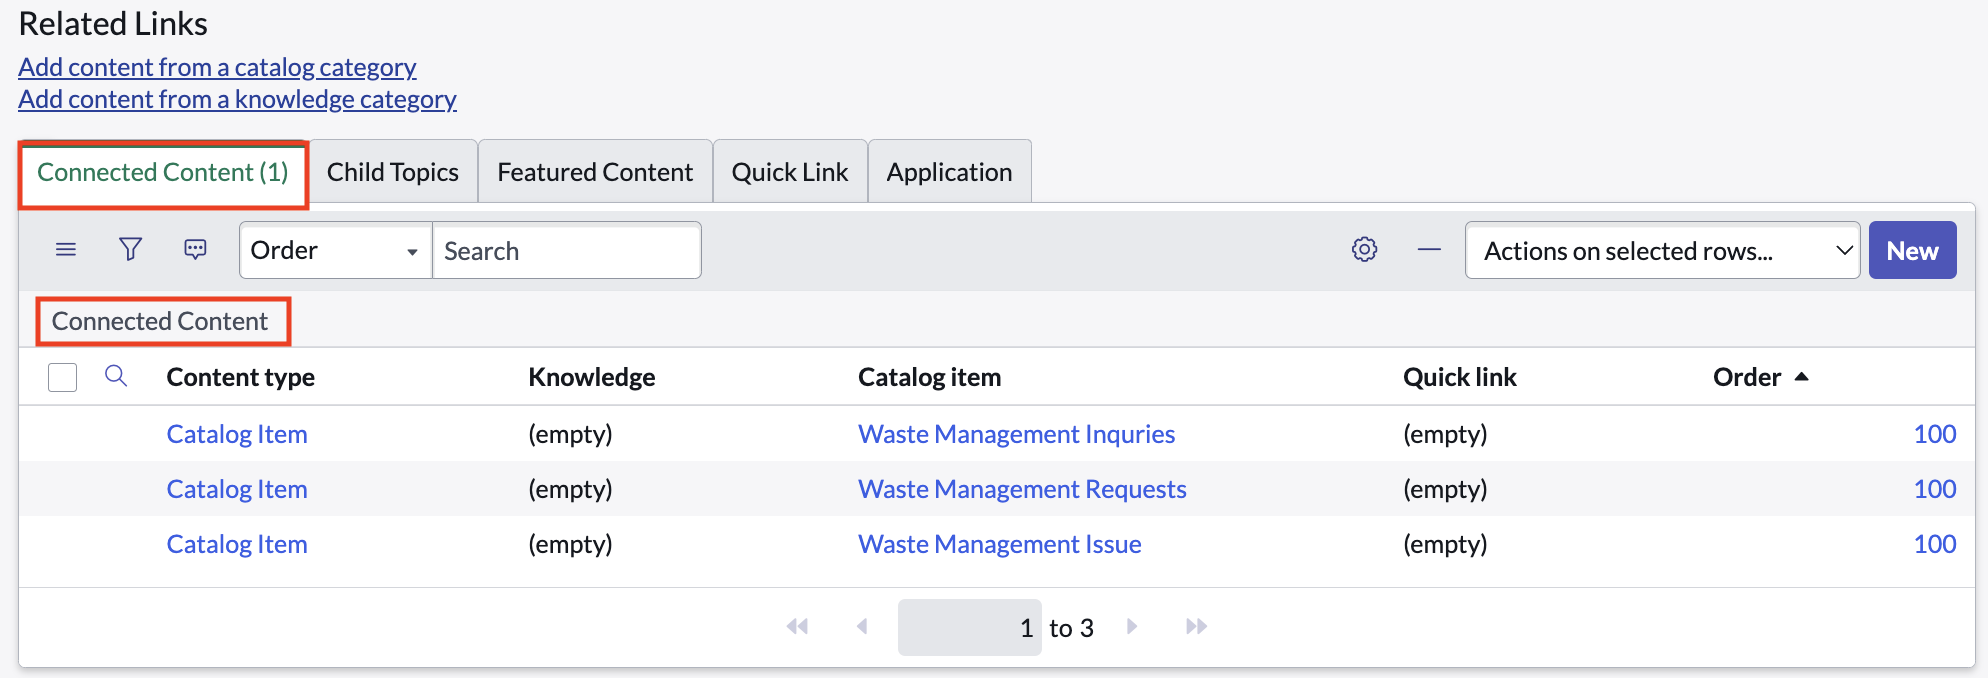 Related Links
Add content from a catalog category
Add content from a knowledge category
Connected Content (1) Child Topics Featured Content Quick Link Application
Order Search Actions on selected rows... New
Connected Content
Content type Knowledge Catalog item Quick link Order
Catalog Item (empty) Waste Management Inquries (empty) 100
Catalog Item (empty) Waste Management Requests (empty) 100
Catalog Item (empty) Waste Management Issue (empty) 100
1 to 3